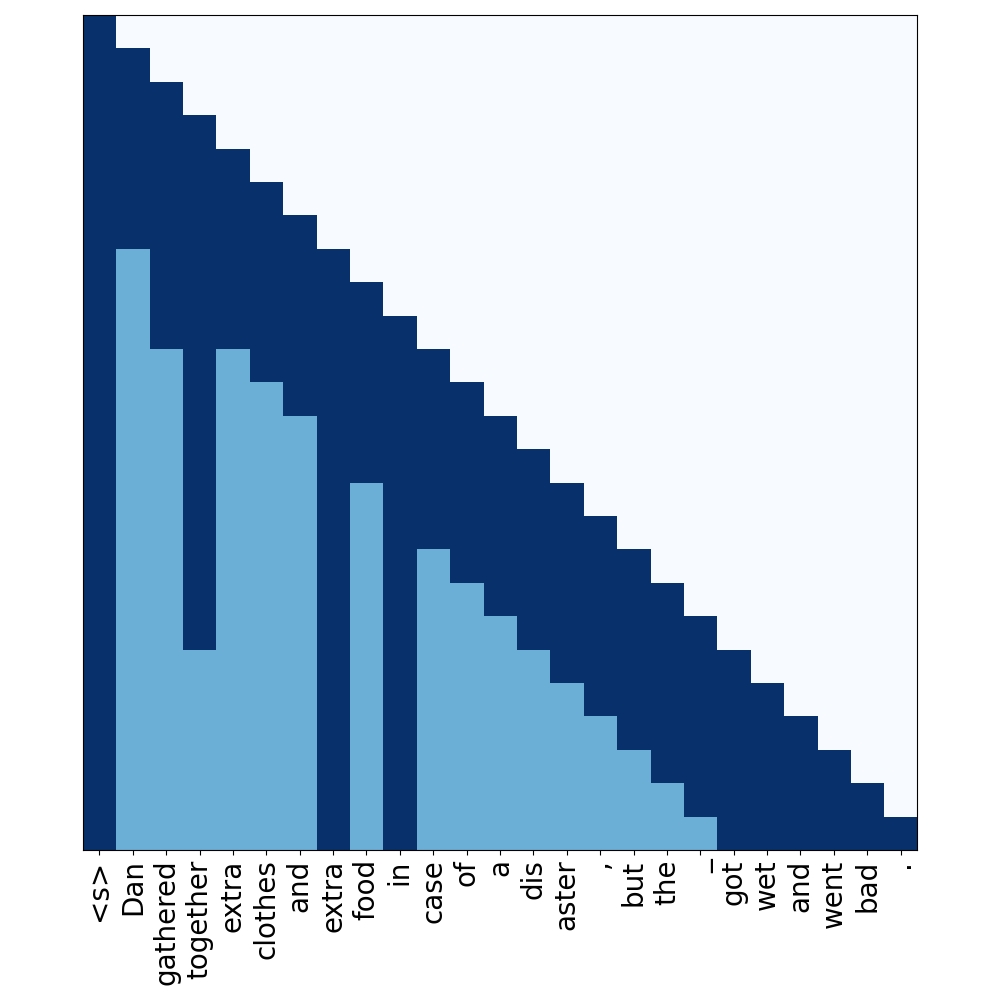 <s>
Dan
gathered
together
extra
clothes
and
extra
food
in
case
of
a
dis
aster
,
but
the
_
got
wet
and
went
bad
.